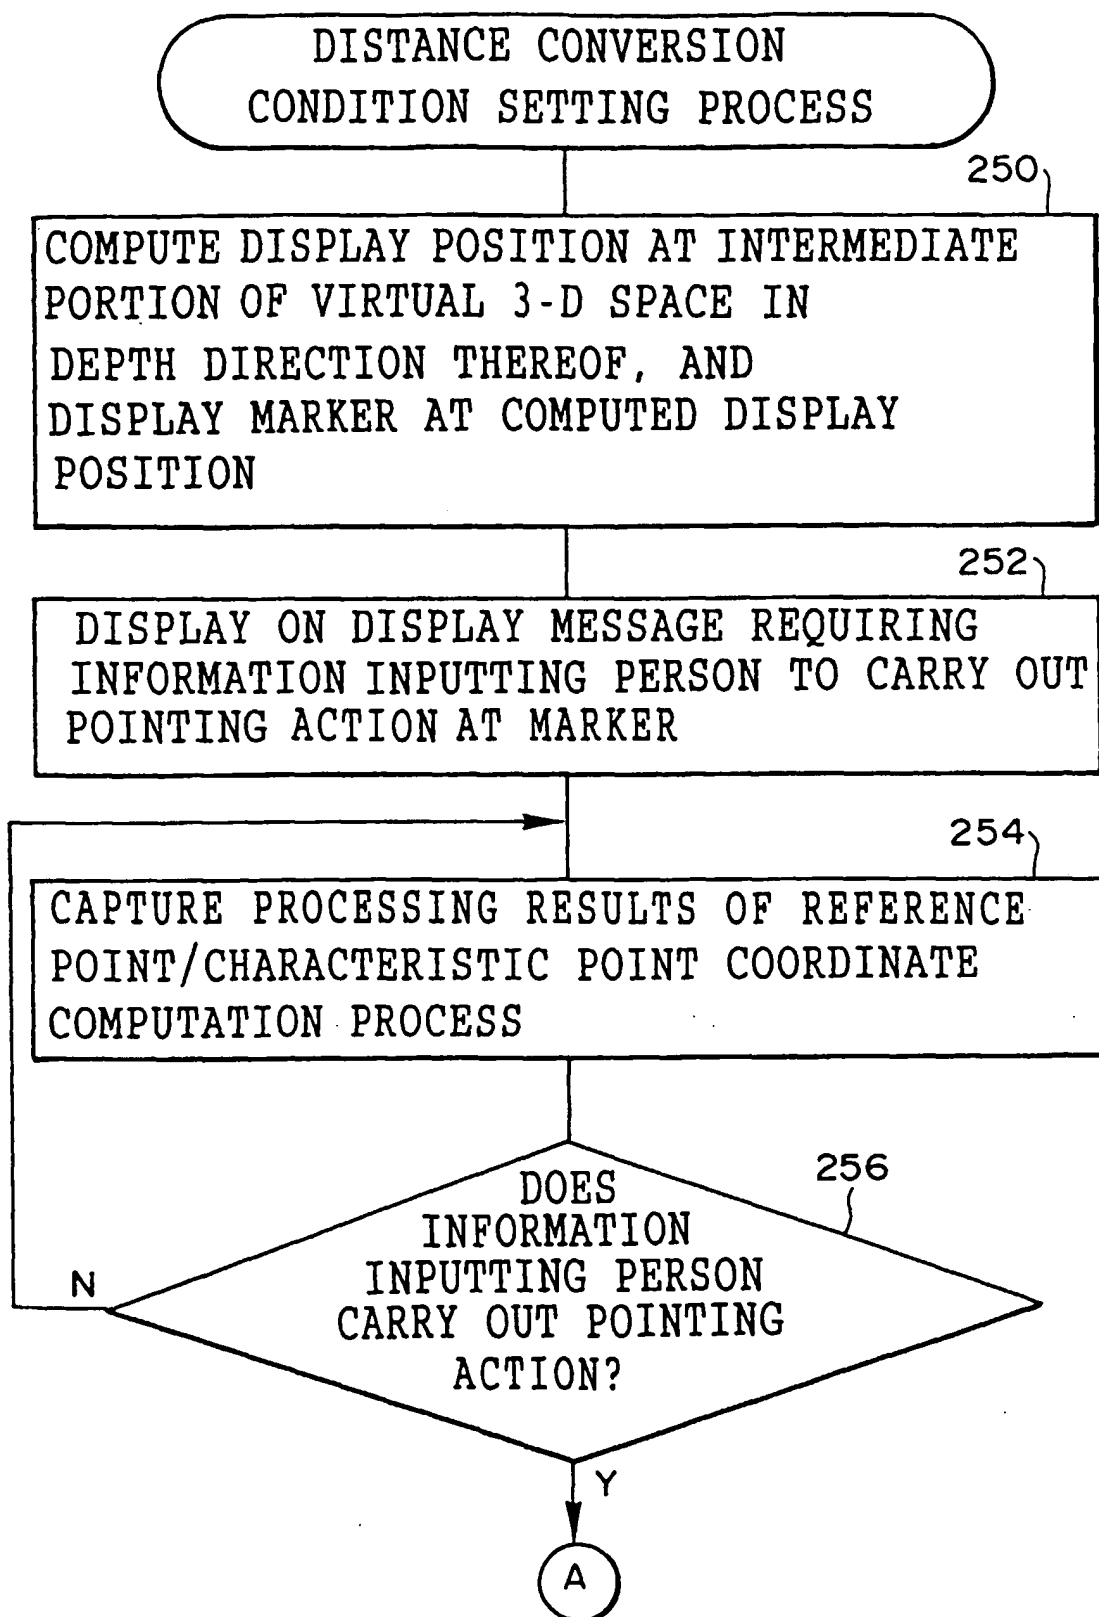 DISTANCE CONVERSION
CONDITION SETTING PROCESS
250
COMPUTE DISPLAY POSITION AT INTERMEDIATE
PORTION OF VIRTUAL 3-D SPACE IN
DEPTH DIRECTION THEREOF, AND
DISPLAY MARKER AT COMPUTED DISPLAY
POSITION
252
DISPLAY ON DISPLAY MESSAGE REQUIRING
INFORMATION INPUTTING PERSON TO CARRY OUT
POINTING ACTION AT MARKER
254
CAPTURE PROCESSING RESULTS OF REFERENCE
POINT/CHARACTERISTIC POINT COORDINATE
COMPUTATION PROCESS
256
DOES
INFORMATION
INPUTTING PERSON
CARRY OUT POINTING
ACTION?
N
Y
A